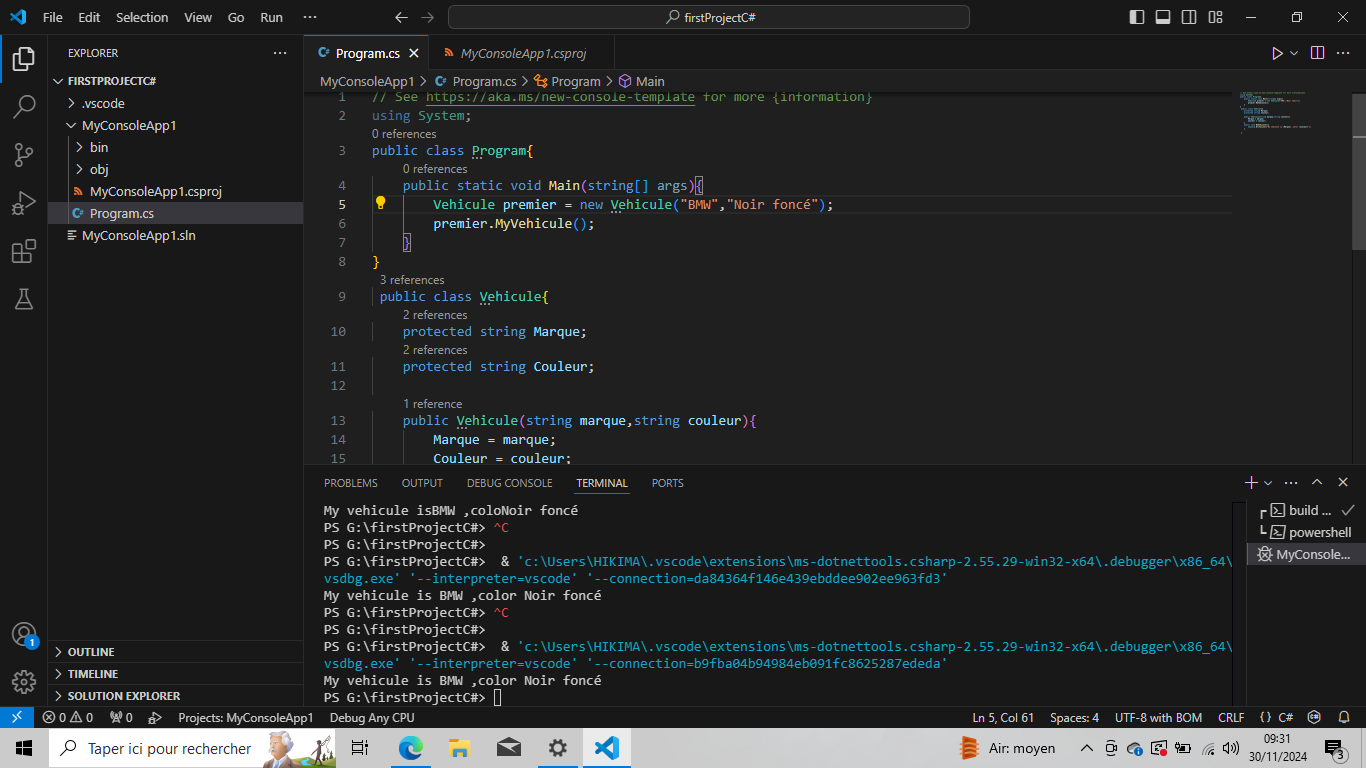 File Edit Selection View Go Run ··· firstProjectC#
EXPLORER ···
FIRSTPROJECTC#
.vscode
MyConsoleApp1
bin
obj
MyConsoleApp1.csproj
Program.cs
MyConsoleApp1.sln
OUTLINE
TIMELINE
SOLUTION EXPLORER
1
Program.cs MyConsoleApp1.csproj
MyConsoleApp1 > Program.cs > Program > Main
1 // See https://aka.ms/new-console-template for more {information}
2 using System;
0 references
3 public class Program{
0 references
4 public static void Main(string[] args){
5 Vehicule premier = new Vehicule("BMW","Noir foncé");
6 premier.MyVehicule();
7 }
8 }
3 references
9 public class Vehicule{
2 references
10 protected string Marque;
2 references
11 protected string Couleur;
12
1 reference
13 public Vehicule(string marque,string couleur){
14 Marque = marque;
15 Couleur = couleur;
PROBLEMS OUTPUT DEBUG CONSOLE TERMINAL PORTS
My vehicule isBMW ,coloNoir foncé
PS G:\firstProjectC#> ^C
PS G:\firstProjectC#>
PS G:\firstProjectC#>  & 'c:\Users\HIKIMA\.vscode\extensions\ms-dotnettools.csharp-2.55.29-win32-x64\.debugger\x86_64\
vsdbg.exe' '--interpreter=vscode' '--connection=da84364f146e439ebddee902ee963fd3'
My vehicule is BMW ,color Noir foncé
PS G:\firstProjectC#> ^C
PS G:\firstProjectC#>
PS G:\firstProjectC#>  & 'c:\Users\HIKIMA\.vscode\extensions\ms-dotnettools.csharp-2.55.29-win32-x64\.debugger\x86_64\
vsdbg.exe' '--interpreter=vscode' '--connection=b9fba04b94984eb091fc8625287ededa'
My vehicule is BMW ,color Noir foncé
PS G:\firstProjectC#>
build ...
powershell
MyConsole...
0 0 0 Projects: MyConsoleApp1 Debug Any CPU Ln 5, Col 61 Spaces: 4 UTF-8 with BOM CRLF {} C#
Taper ici pour rechercher
Air: moyen
09:31
30/11/2024
3